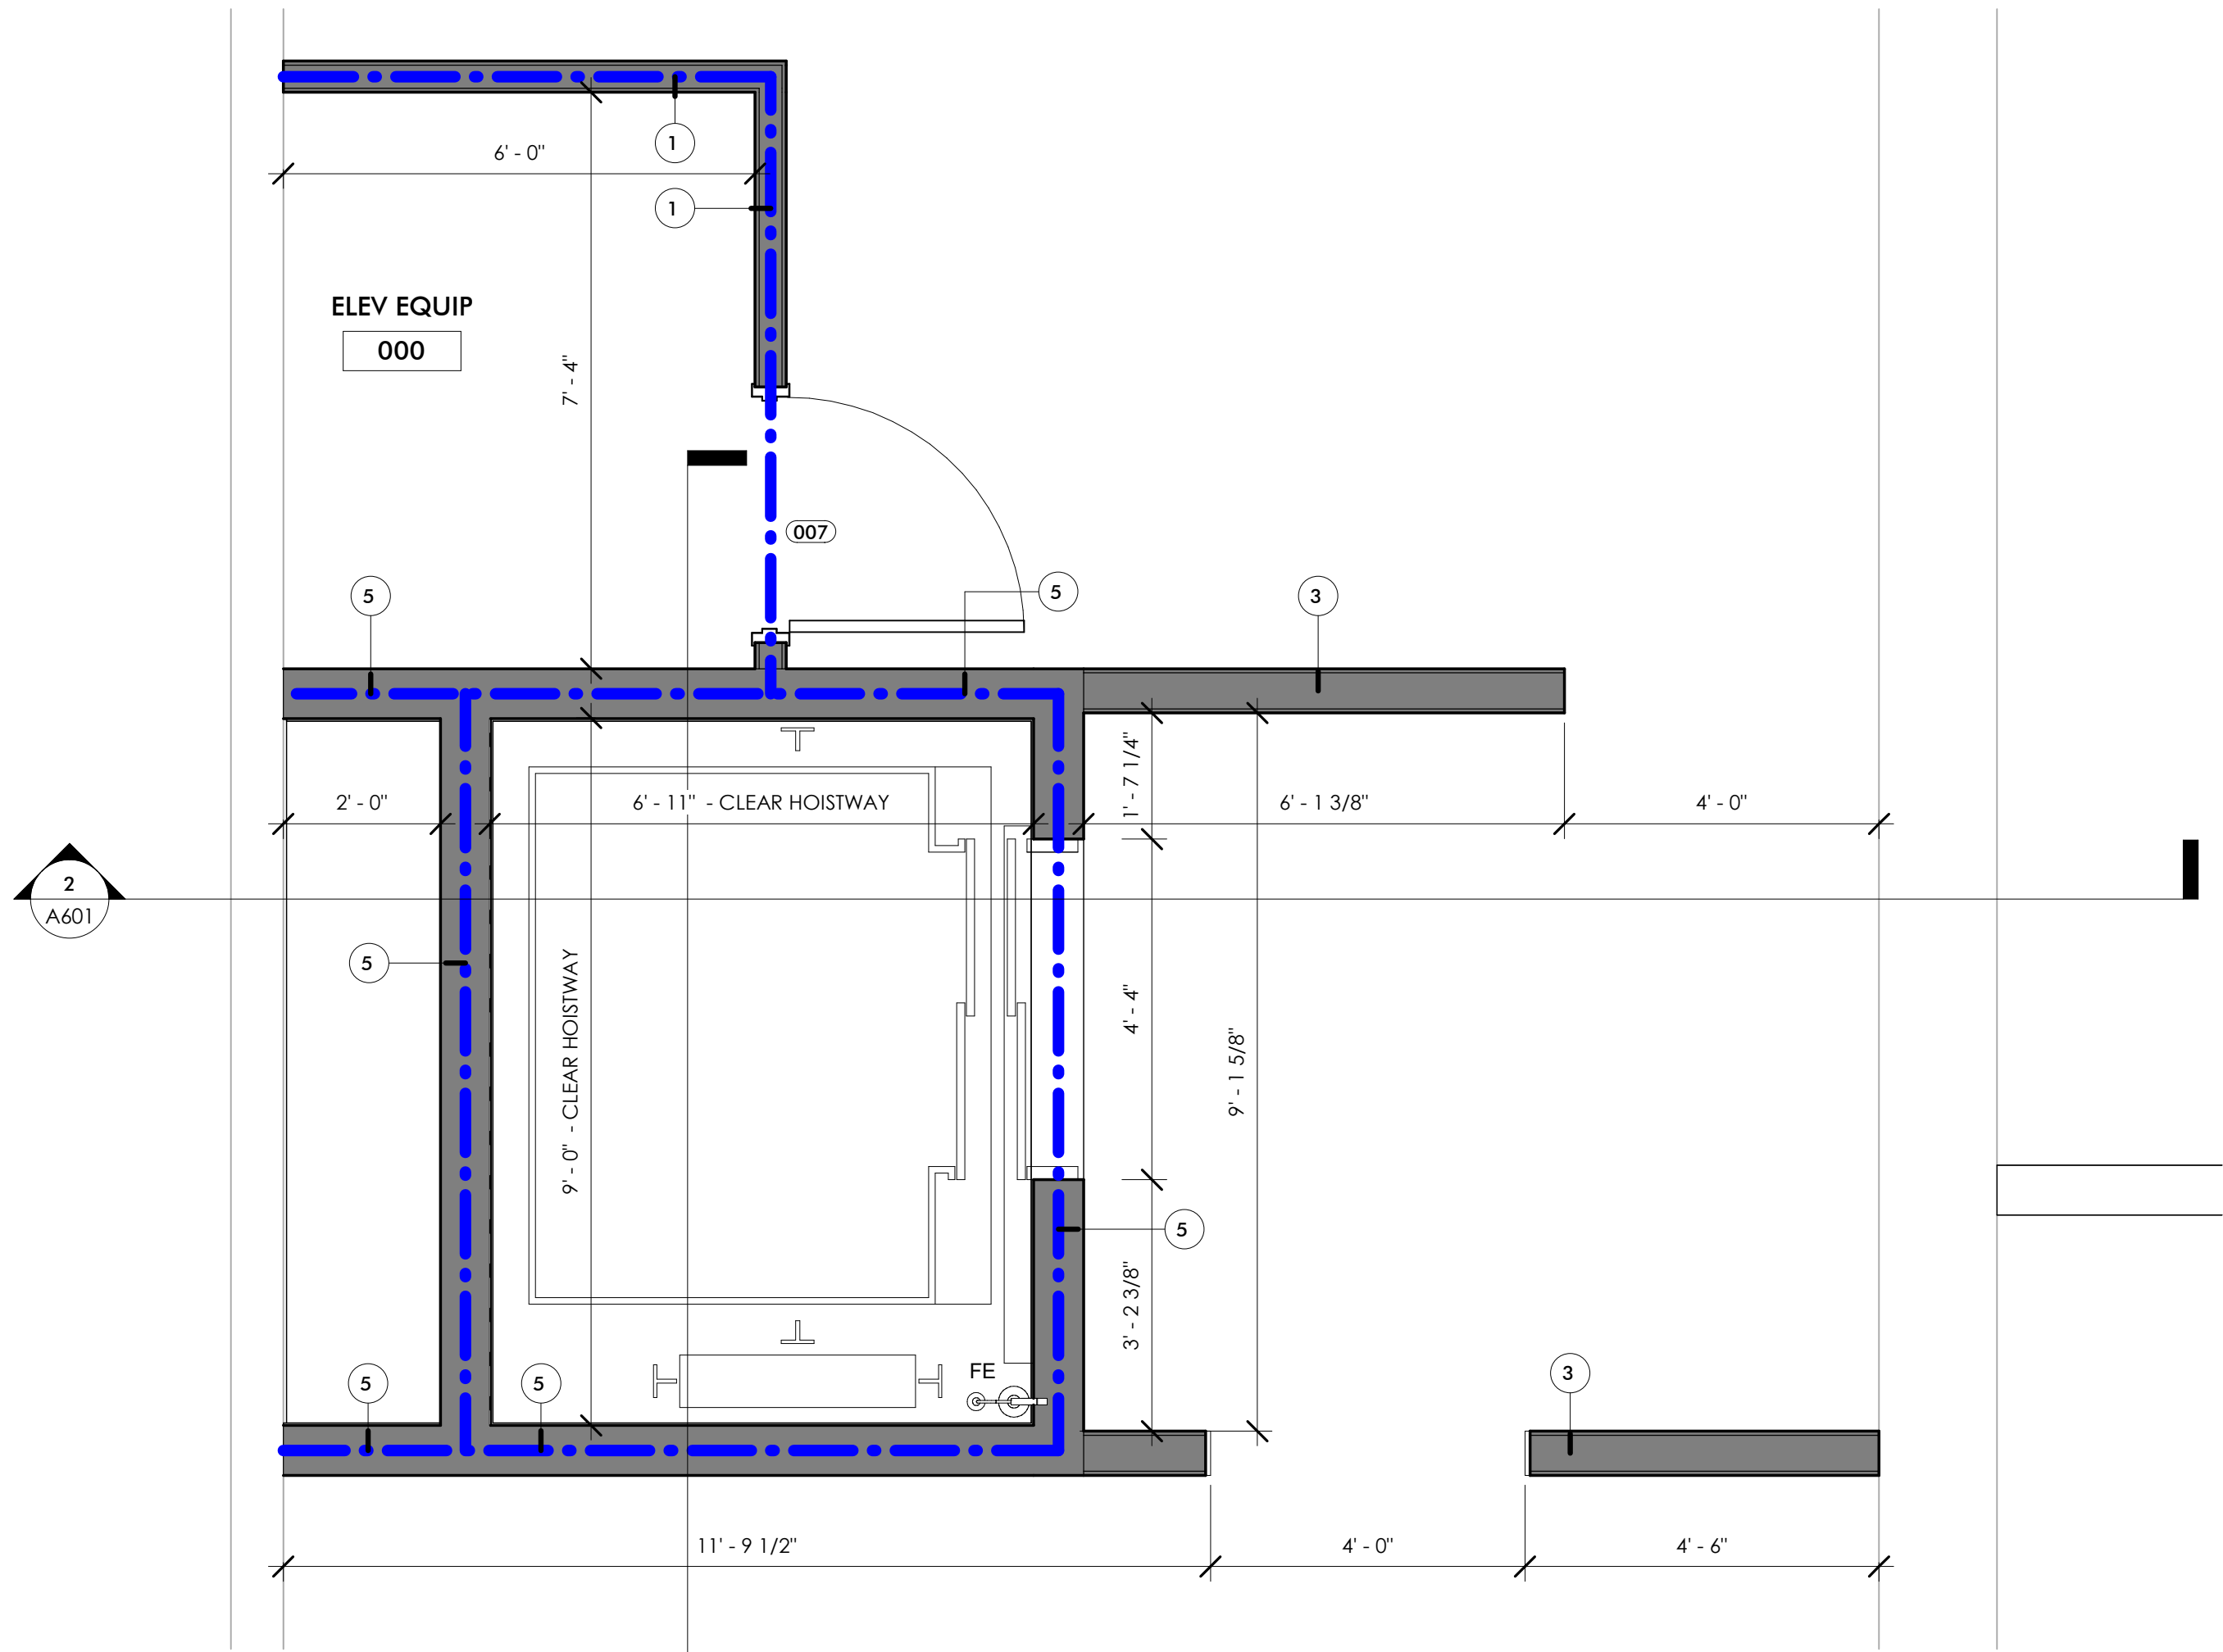 1
6' - 0"
1
ELEV EQUIP
000
7' - 4"
007
5
5
3
2' - 0"
6' - 11" - CLEAR HOISTWAY
1' - 7 1/4"
6' - 1 3/8"
4' - 0"
2
A601
5
9' - 0" - CLEAR HOISTWAY
4' - 4"
9' - 1 5/8"
5
3' - 2 3/8"
5
5
FE
3
11' - 9 1/2"
4' - 0"
4' - 6"